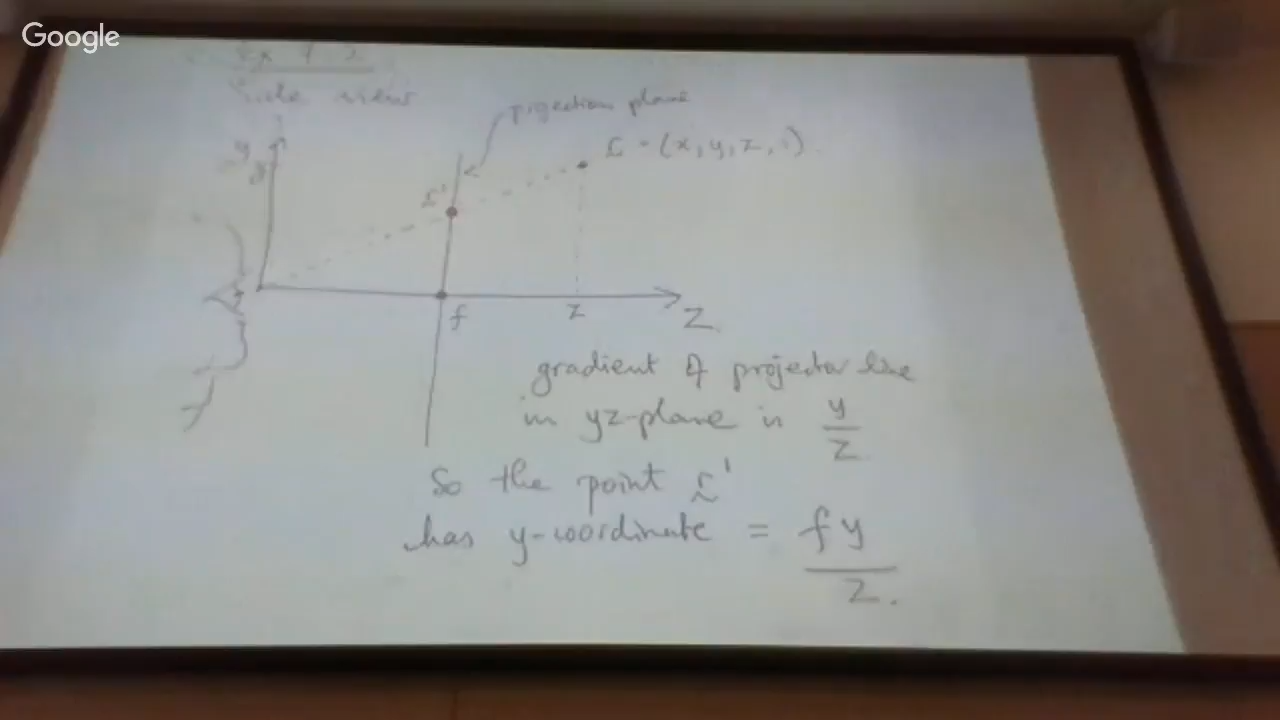 Google
Side view
projection plane
y
r = (x, y, z, 1)
r'
f
z
Z
gradient of projector line
in yz-plane is y/z
So the point r'
has y-coordinate = fy/z.